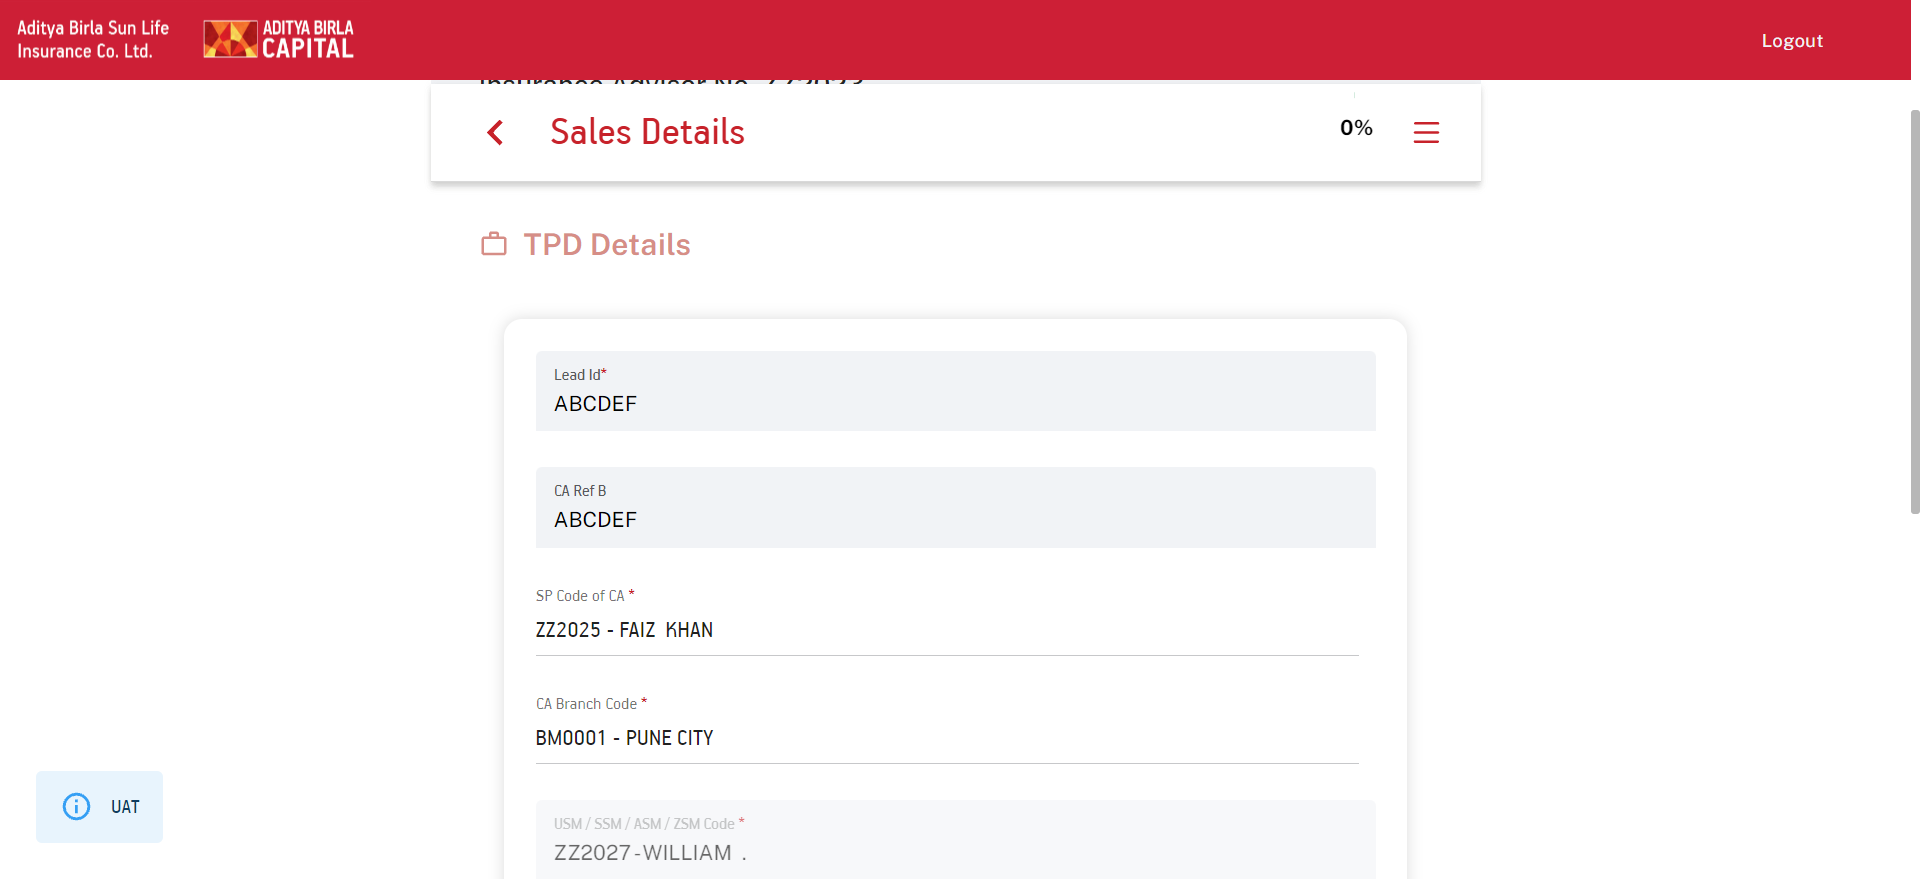 Aditya Birla Sun Life
Insurance Co. Ltd.
ADITYA BIRLA
CAPITAL
Logout
Sales Details
0%
TPD Details
Lead Id*
ABCDEF
CA Ref B
ABCDEF
SP Code of CA *
ZZ2025 - FAIZ  KHAN
CA Branch Code *
BM0001 - PUNE CITY
USM / SSM / ASM / ZSM Code *
ZZ2027-WILLIAM  .
UAT